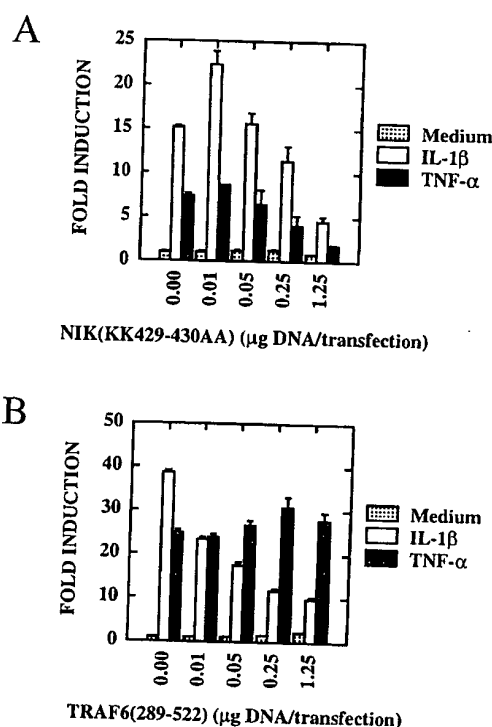 A
FOLD INDUCTION
25
20
15
10
5
0
0.00
0.01
0.05
0.25
1.25
NIK(KK429-430AA) (μg DNA/transfection)
Medium
IL-1β
TNF-α
B
FOLD INDUCTION
50
40
30
20
10
0
0.00
0.01
0.05
0.25
1.25
TRAF6(289-522) (μg DNA/transfection)
Medium
IL-1β
TNF-α